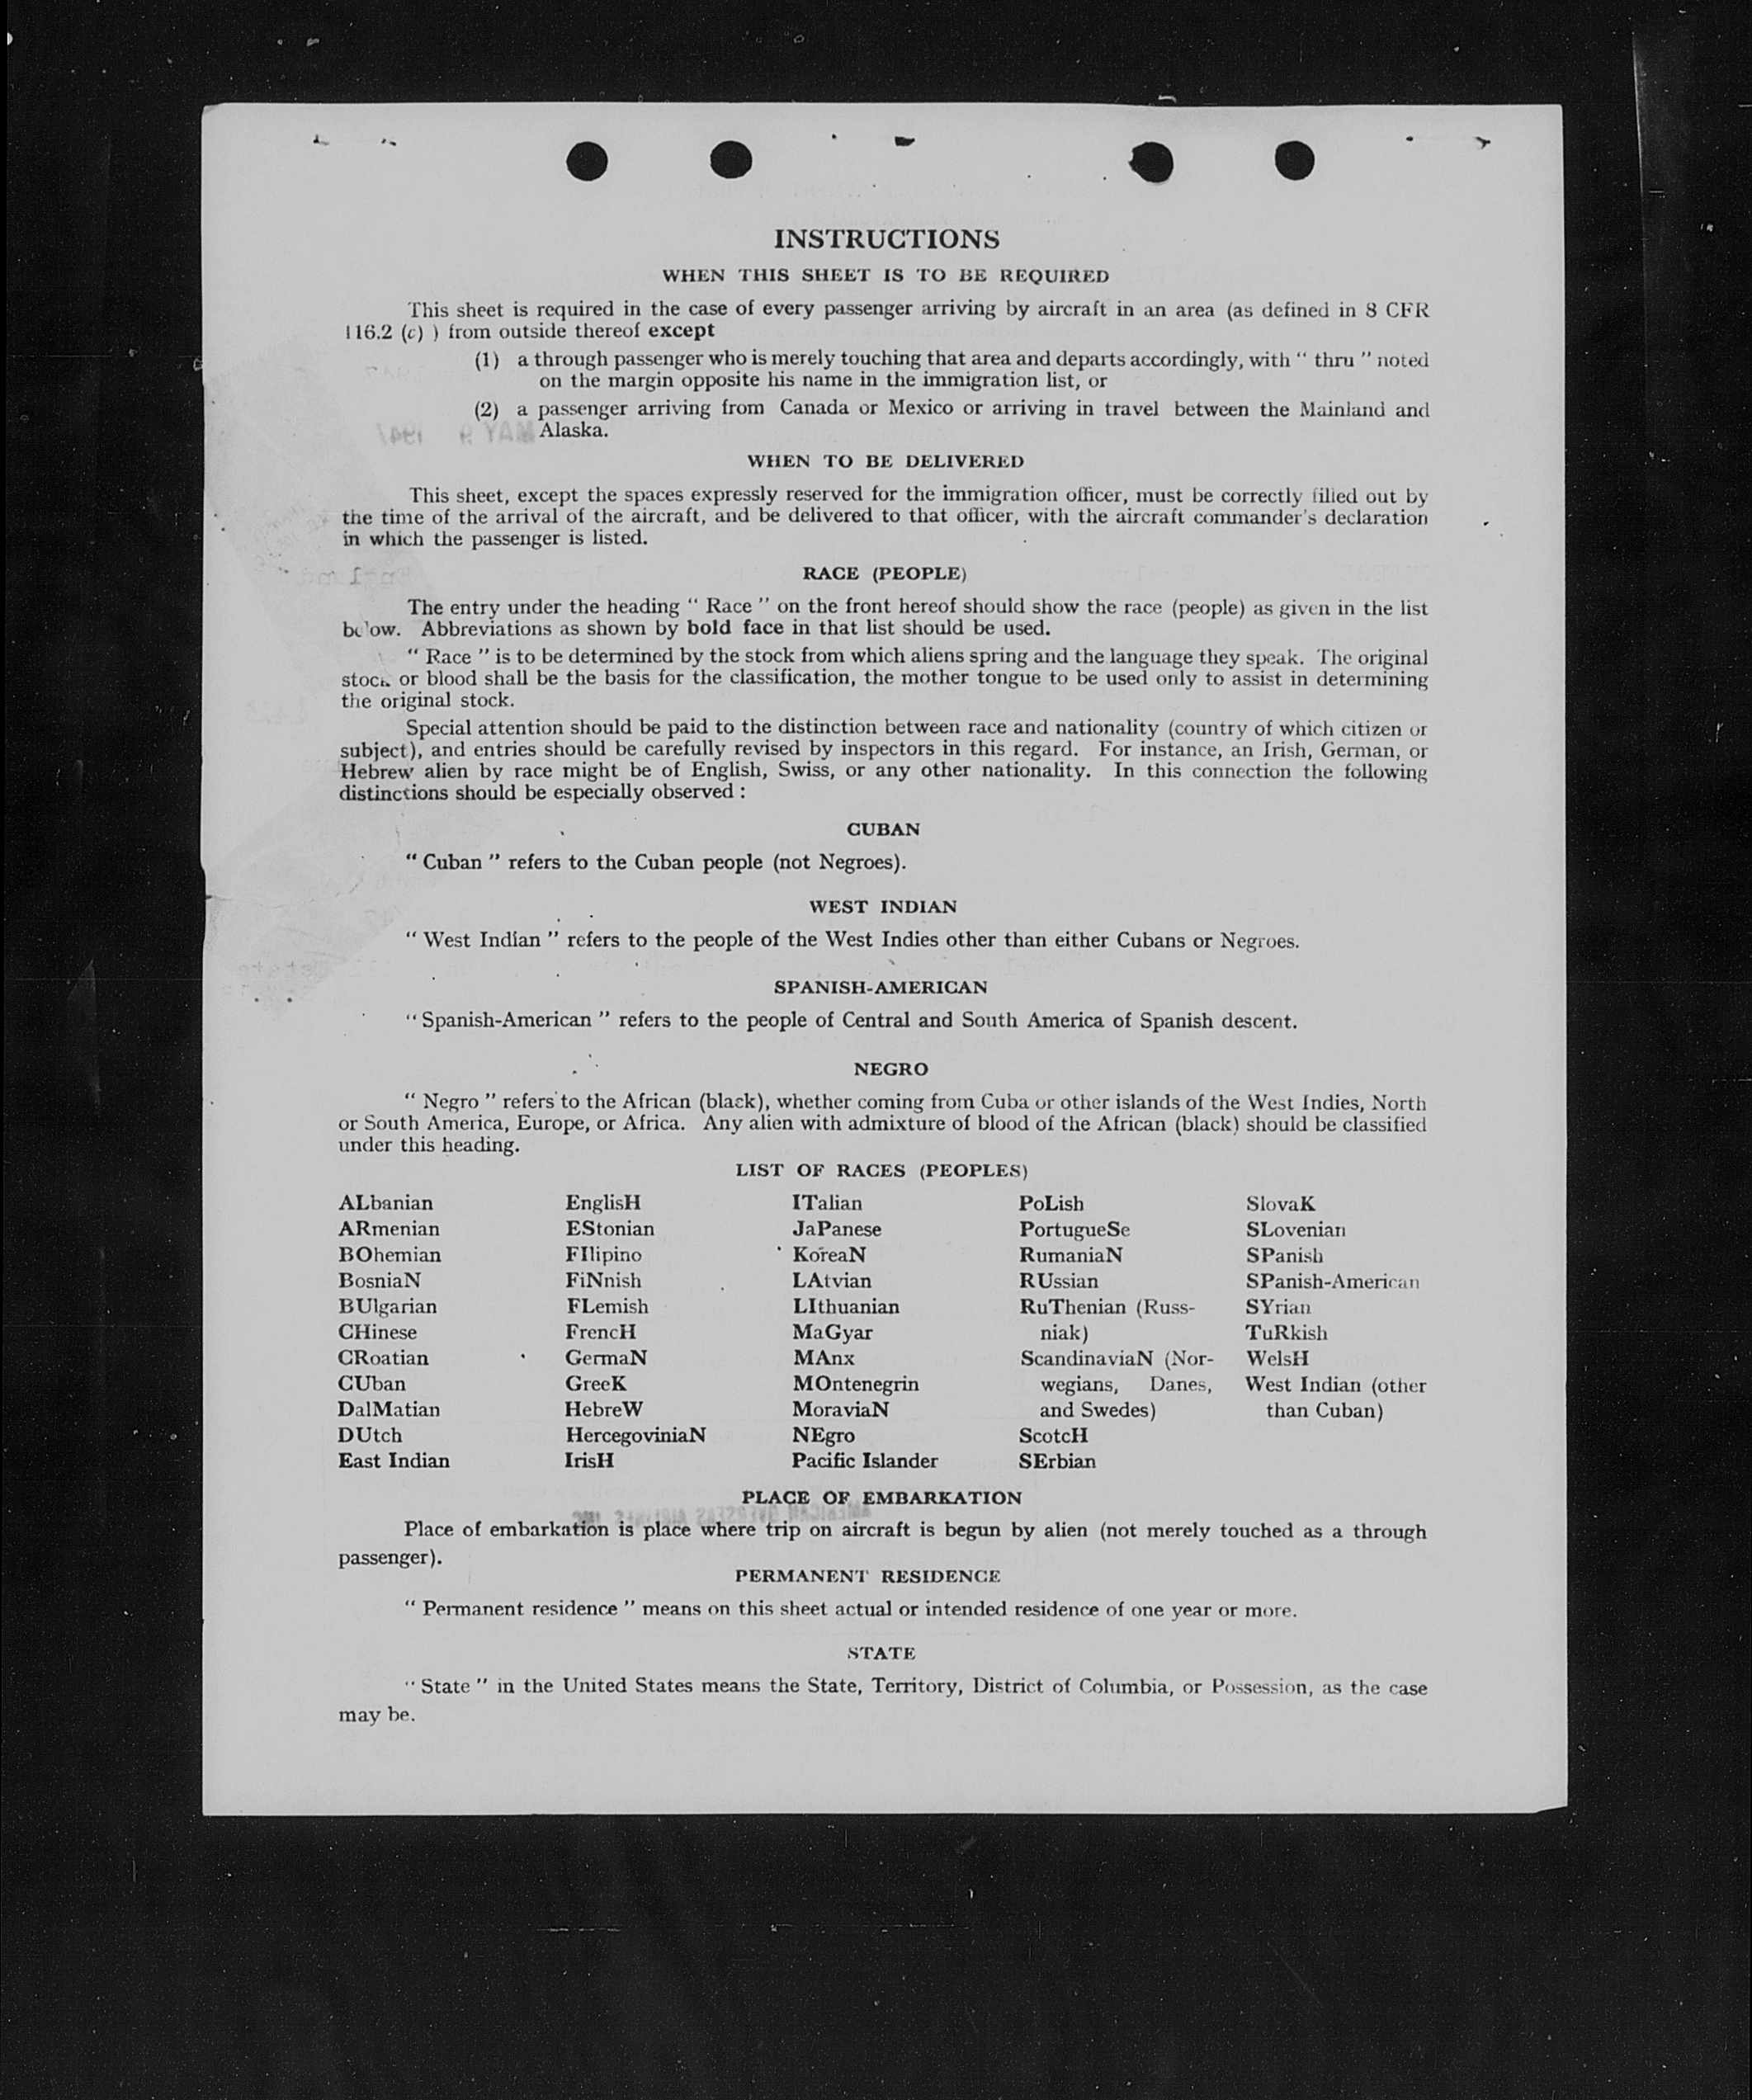 INSTRUCTIONS
WHEN THIS SHEET IS TO BE REQUIRED
This sheet is required in the case of every passenger arriving by aircraft in an area (as defined in 8 CFR
116.2 (c) ) from outside thereof except
(1) a through passenger who is merely touching that area and departs accordingly, with “ thru ” noted
on the margin opposite his name in the immigration list, or
(2) a passenger arriving from Canada or Mexico or arriving in travel between the Mainland and
Alaska.
MAY 9 1947
WHEN TO BE DELIVERED
This sheet, except the spaces expressly reserved for the immigration officer, must be correctly filled out by
the time of the arrival of the aircraft, and be delivered to that officer, with the aircraft commander's declaration
in which the passenger is listed.
RACE (PEOPLE)
The entry under the heading “ Race ” on the front hereof should show the race (people) as given in the list
below. Abbreviations as shown by bold face in that list should be used.
“ Race ” is to be determined by the stock from which aliens spring and the language they speak. The original
stock or blood shall be the basis for the classification, the mother tongue to be used only to assist in determining
the original stock.
Special attention should be paid to the distinction between race and nationality (country of which citizen or
subject), and entries should be carefully revised by inspectors in this regard. For instance, an Irish, German, or
Hebrew alien by race might be of English, Swiss, or any other nationality. In this connection the following
distinctions should be especially observed :
CUBAN
“ Cuban ” refers to the Cuban people (not Negroes).
WEST INDIAN
“ West Indian ” refers to the people of the West Indies other than either Cubans or Negroes.
SPANISH-AMERICAN
“ Spanish-American ” refers to the people of Central and South America of Spanish descent.
NEGRO
“ Negro ” refers to the African (black), whether coming from Cuba or other islands of the West Indies, North
or South America, Europe, or Africa. Any alien with admixture of blood of the African (black) should be classified
under this heading.
LIST OF RACES (PEOPLES)
ALbanian
ARmenian
BOhemian
BosniaN
BUlgarian
CHinese
CRoatian
CUban
DalMatian
DUtch
East Indian
EnglisH
EStonian
FIlipino
FiNnish
FLemish
FrencH
GermaN
GreeK
HebreW
HercegoviniaN
IrisH
ITalian
JaPanese
KoreaN
LAtvian
LIthuanian
MaGyar
MAnx
MOntenegrin
MoraviaN
NEgro
Pacific Islander
PoLish
PortugueSe
RumaniaN
RUssian
RuThenian (Russ-
niak)
ScandinaviaN (Nor-
wegians, Danes,
and Swedes)
ScotcH
SErbian
SlovaK
SLovenian
SPanish
SPanish-American
SYrian
TuRkish
WelsH
West Indian (other
than Cuban)
PLACE OF EMBARKATION
AMERICAN OVERSEAS AIRLINES INC
Place of embarkation is place where trip on aircraft is begun by alien (not merely touched as a through
passenger).
PERMANENT RESIDENCE
“ Permanent residence ” means on this sheet actual or intended residence of one year or more.
STATE
“ State ” in the United States means the State, Territory, District of Columbia, or Possession, as the case
may be.